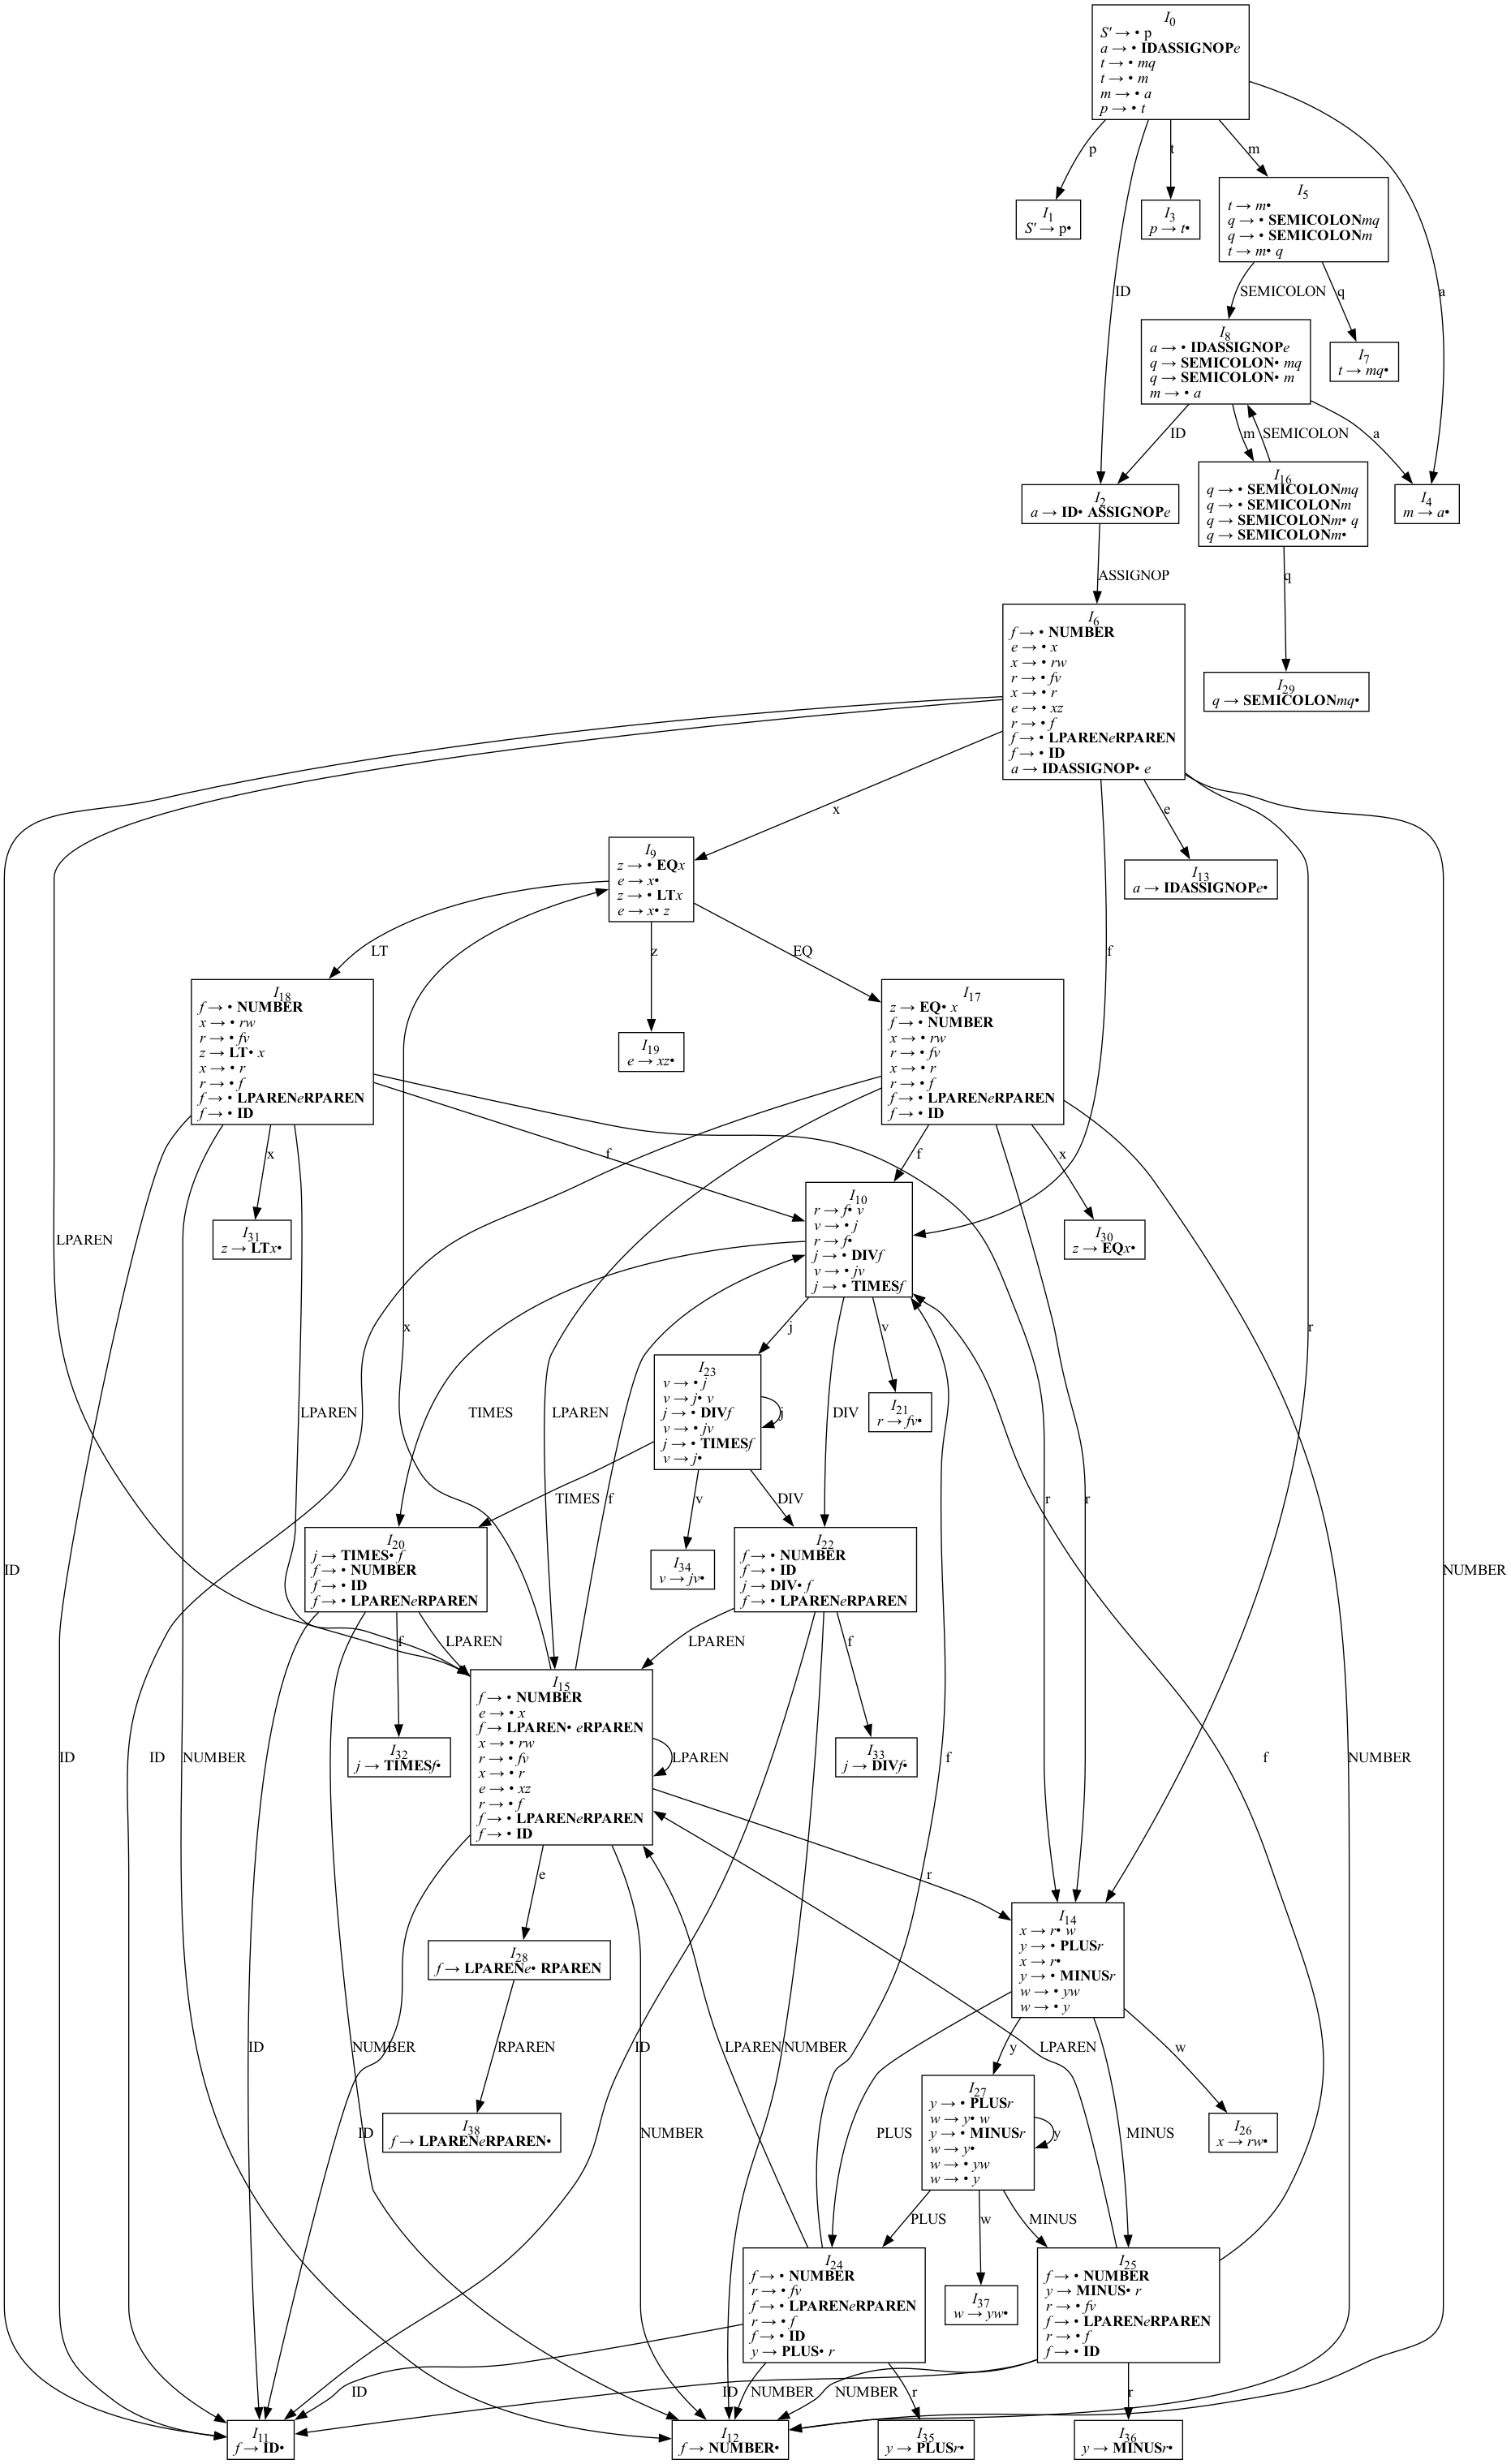 I0
S′ → • p
a → • IDASSIGNOPe
t → • mq
t → • m
m → • a
p → • t
p
t
m
I1
S′ → p•
I3
p → t•
I5
t → m•
q → • SEMICOLONmq
q → • SEMICOLONm
t → m• q
ID
SEMICOLON
q
a
I8
a → • IDASSIGNOPe
q → SEMICOLON• mq
q → SEMICOLON• m
m → • a
I7
t → mq•
ID
m
SEMICOLON
a
I2
a → ID• ASSIGNOPe
I16
q → • SEMICOLONmq
q → • SEMICOLONm
q → SEMICOLONm• q
q → SEMICOLONm•
I4
m → a•
ASSIGNOP
q
I6
f → • NUMBER
e → • x
x → • rw
r → • fv
x → • r
e → • xz
r → • f
f → • LPARENeRPAREN
f → • ID
a → IDASSIGNOP• e
I29
q → SEMICOLONmq•
x
e
I9
z → • EQx
e → x•
z → • LTx
e → x• z
I13
a → IDASSIGNOPe•
LT
z
EQ
f
I18
f → • NUMBER
x → • rw
r → • fv
z → LT• x
x → • r
r → • f
f → • LPARENeRPAREN
f → • ID
I19
e → xz•
I17
z → EQ• x
f → • NUMBER
x → • rw
r → • fv
x → • r
r → • f
f → • LPARENeRPAREN
f → • ID
x
f
f
x
LPAREN
I31
z → LTx•
I10
r → f• v
v → • j
r → f•
j → • DIVf
v → • jv
j → • TIMESf
I30
z → EQx•
x
j
v
r
LPAREN
TIMES
LPAREN
I23
v → • j
v → j• v
j → • DIVf
v → • jv
j → • TIMESf
v → j•
j
DIV
I21
r → fv•
TIMES
f
v
DIV
r
r
ID
NUMBER
I20
j → TIMES• f
f → • NUMBER
f → • ID
f → • LPARENeRPAREN
I34
v → jv•
I22
f → • NUMBER
f → • ID
j → DIV• f
f → • LPARENeRPAREN
f
LPAREN
LPAREN
f
I15
f → • NUMBER
e → • x
f → LPAREN• eRPAREN
x → • rw
r → • fv
x → • r
e → • xz
r → • f
f → • LPARENeRPAREN
f → • ID
LPAREN
ID
ID
NUMBER
I32
j → TIMESf•
I33
j → DIVf•
f
f
NUMBER
e
r
I28
f → LPARENe• RPAREN
I14
x → r• w
y → • PLUSr
x → r•
y → • MINUSr
w → • yw
w → • y
ID
NUMBER
RPAREN
ID
LPAREN
NUMBER
y
LPAREN
w
I38
f → LPARENeRPAREN•
I27
y → • PLUSr
w → y• w
y → • MINUSr
w → y•
w → • yw
w → • y
y
I26
x → rw•
ID
NUMBER
PLUS
MINUS
PLUS
w
MINUS
I24
f → • NUMBER
r → • fv
f → • LPARENeRPAREN
r → • f
f → • ID
y → PLUS• r
I37
w → yw•
I25
f → • NUMBER
y → MINUS• r
r → • fv
f → • LPARENeRPAREN
r → • f
f → • ID
ID
ID
NUMBER
NUMBER
r
r
I11
f → ID•
I12
f → NUMBER•
I35
y → PLUSr•
I36
y → MINUSr•